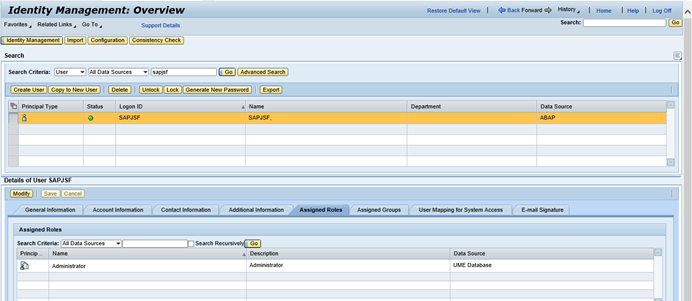 Identity Management: Overview
Restore Default View | Back Forward History | Home | Help | Log Off
Favorites Related Links Go To Support Details Search: Go
Identity Management Import Configuration Consistency Check
Search
Search Criteria: User All Data Sources sapjsf Go Advanced Search
Create User Copy to New User Delete Unlock Lock Generate New Password Export
Principal Type Status Logon ID Name Department Data Source
SAPJSF SAPJSF, ABAP
Details of User SAPJSF
Modify Save Cancel
General Information Account Information Contact Information Additional Information Assigned Roles Assigned Groups User Mapping for System Access E-mail Signature
Assigned Roles
Search Criteria: All Data Sources Search Recursively Go
Princip... Name Description Data Source
Administrator Administrator UME Database